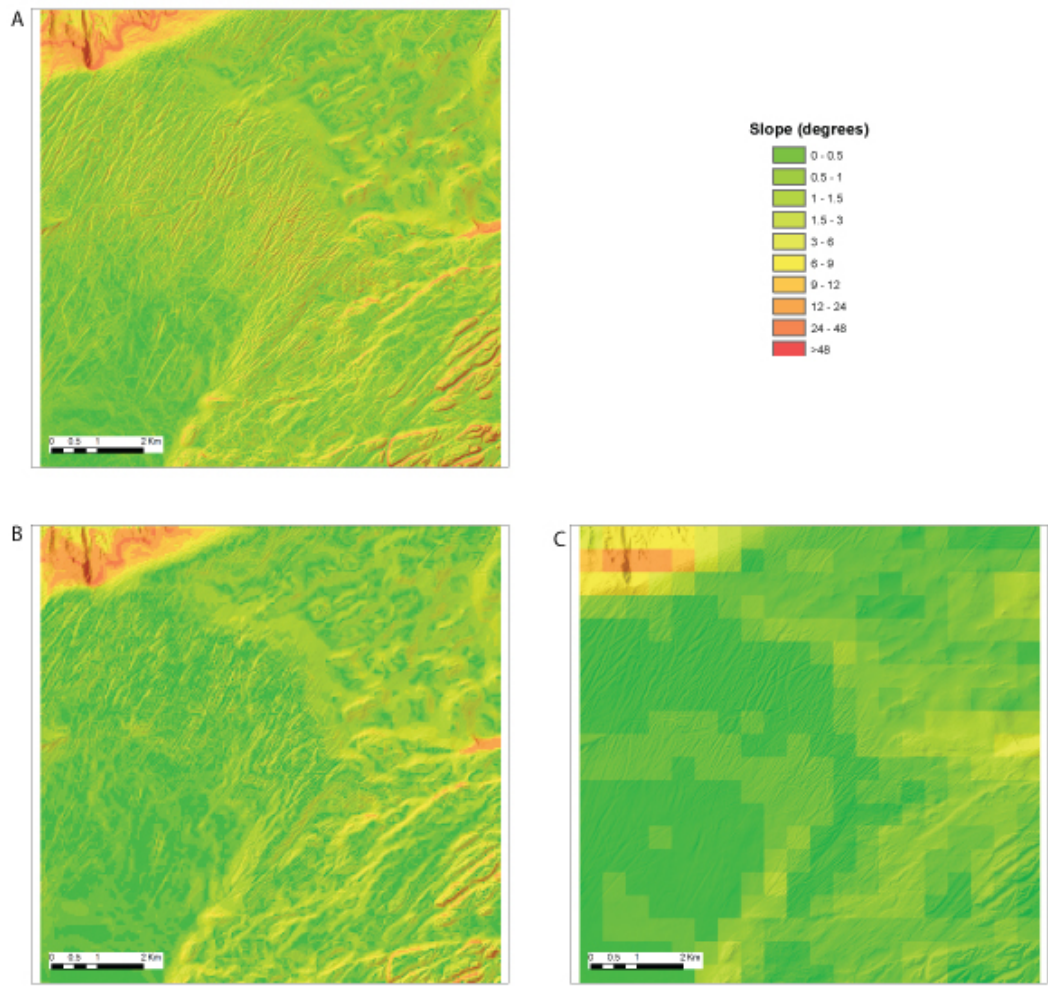 A
Slope (degrees)
0 - 0.5
0.5 - 1
1 - 1.5
1.5 - 3
3 - 6
6 - 9
9 - 12
12 - 24
24 - 48
>48
0 0.5 1 2 Km
B
C
0 0.5 1 2 Km
0 0.5 1 2 Km